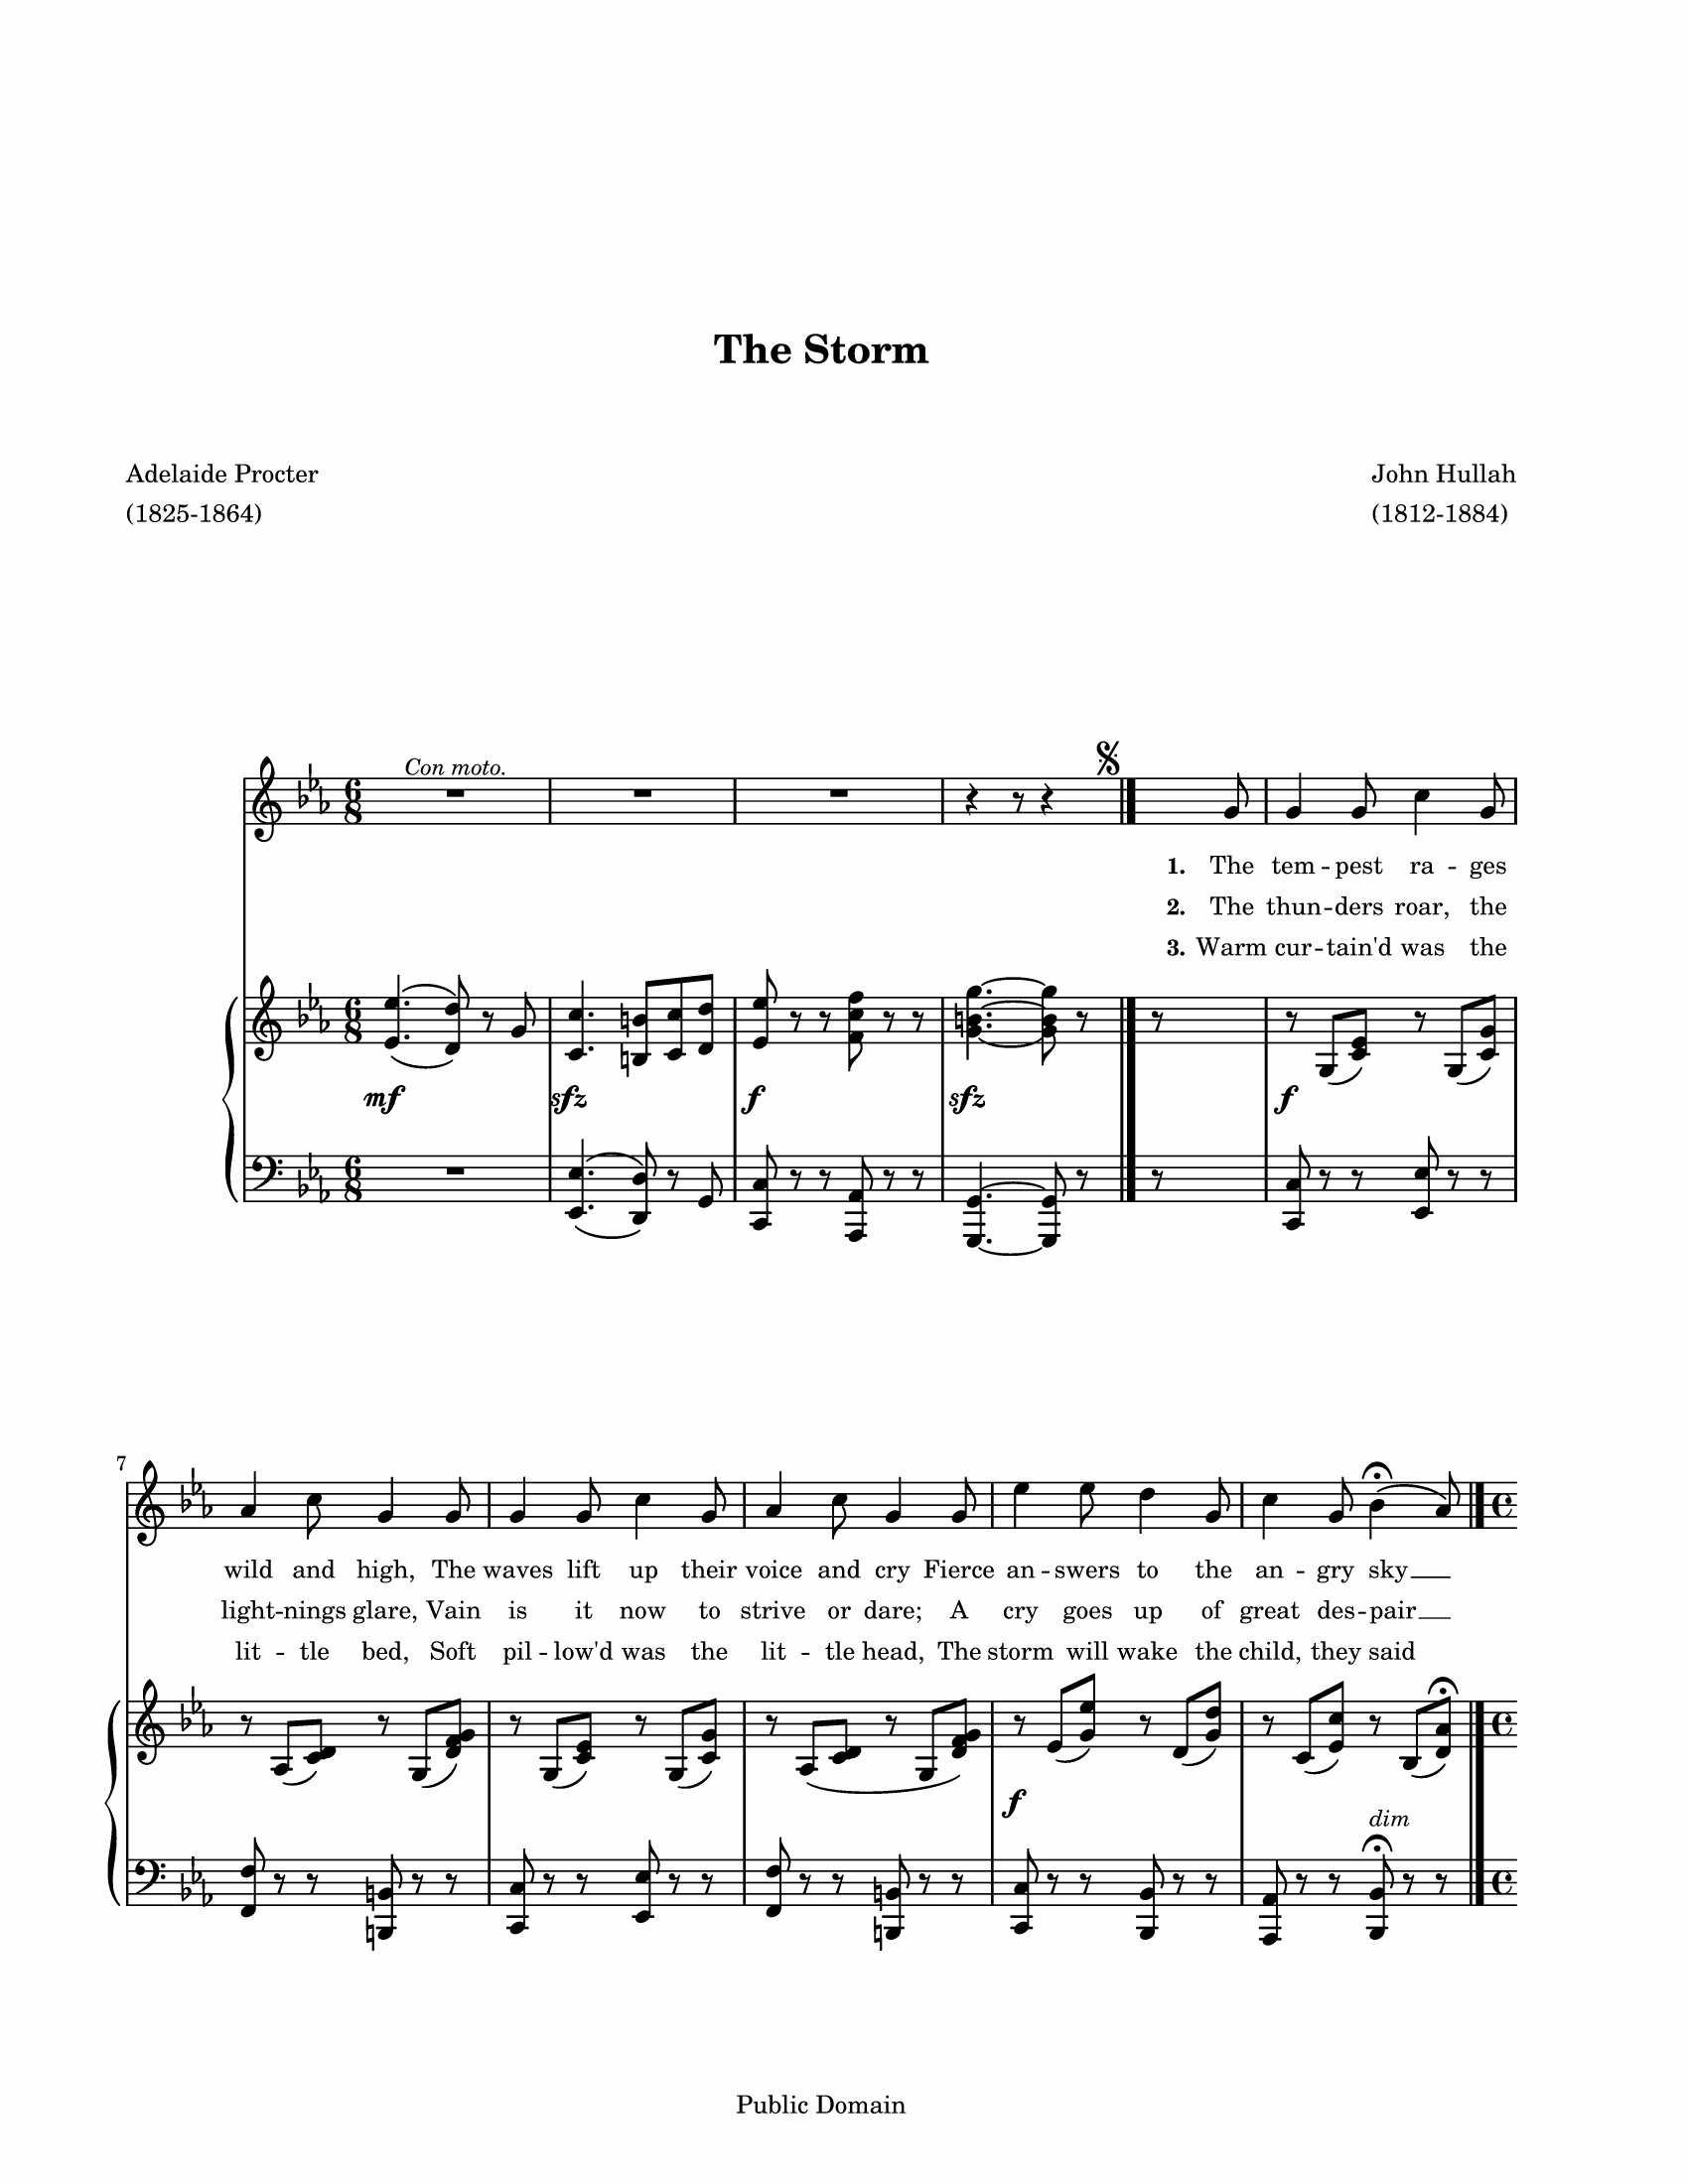 The Storm
Adelaide Procter
(1825-1864)
John Hullah
(1812-1884)
Con moto.
1. The tem -- pest ra -- ges
2. The thun -- ders roar, the
3. Warm cur -- tain'd was the
mf sfz f sfz f
7
wild and high, The waves lift up their voice and cry Fierce an -- swers to the an -- gry sky __
light -- nings glare, Vain is it now to strive or dare; A cry goes up of great des -- pair __
lit -- tle bed, Soft pil -- low'd was the lit -- tle head, The storm will wake the child, they said
f
dim
Public Domain